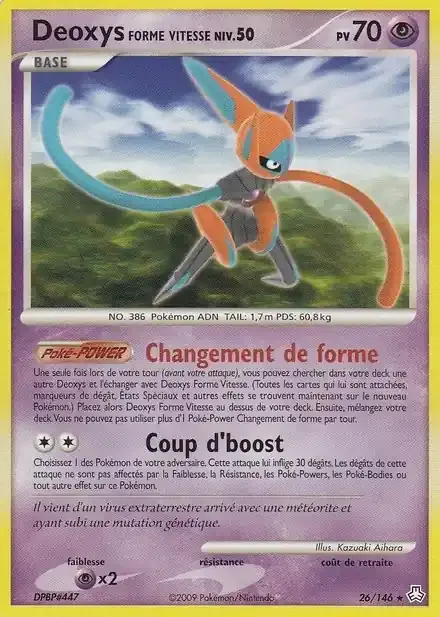 Deoxys FORME VITESSE NIV.50 PV 70
BASE
NO. 386 Pokémon ADN TAIL: 1,7 m PDS: 60,8 kg
Poké-POWER Changement de forme
Une seule fois lors de votre tour (avant votre attaque), vous pouvez chercher dans votre deck une
autre Deoxys et l'échanger avec Deoxys Forme Vitesse. (Toutes les cartes qui lui sont attachées,
marqueurs de dégât, États Spéciaux et autres effets se trouvent maintenant sur le nouveau
Pokémon.) Placez alors Deoxys Forme Vitesse au dessus de votre deck. Ensuite, mélangez votre
deck. Vous ne pouvez pas utiliser plus d'1 Poké-Power Changement de forme par tour.
Coup d'boost
Choisissez 1 des Pokémon de votre adversaire. Cette attaque lui inflige 30 dégâts. Les dégâts de cette
attaque ne sont pas affectés par la Faiblesse, la Résistance, les Poké-Powers, les Poké-Bodies ou
tout autre effet sur ce Pokémon.
Il vient d'un virus extraterrestre arrivé avec une météorite et
ayant subi une mutation génétique.
Illus. Kazuaki Aihara
faiblesse résistance coût de retraite
x2
DPBP#447 ©2009 Pokémon/Nintendo 26/146 ★